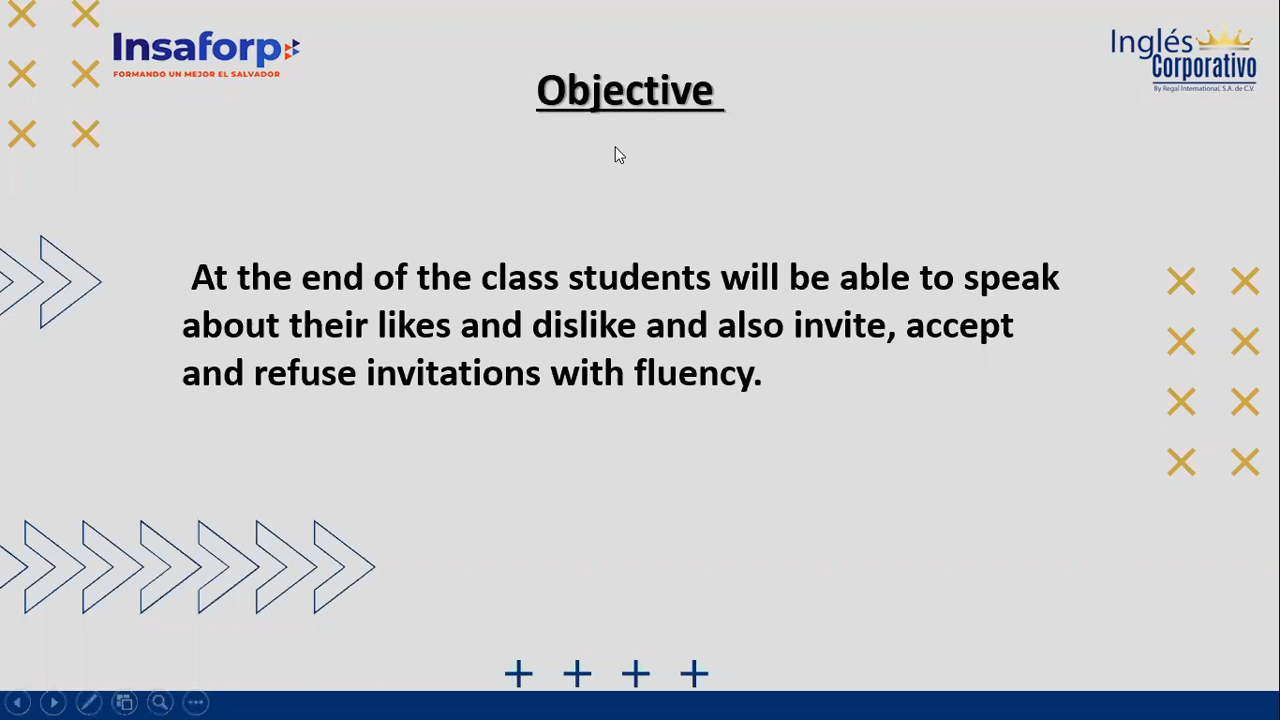 Insaforp
FORMANDO UN MEJOR EL SALVADOR
Inglés
Corporativo
By Regal International, S.A. de C.V.
Objective
At the end of the class students will be able to speak
about their likes and dislike and also invite, accept
and refuse invitations with fluency.